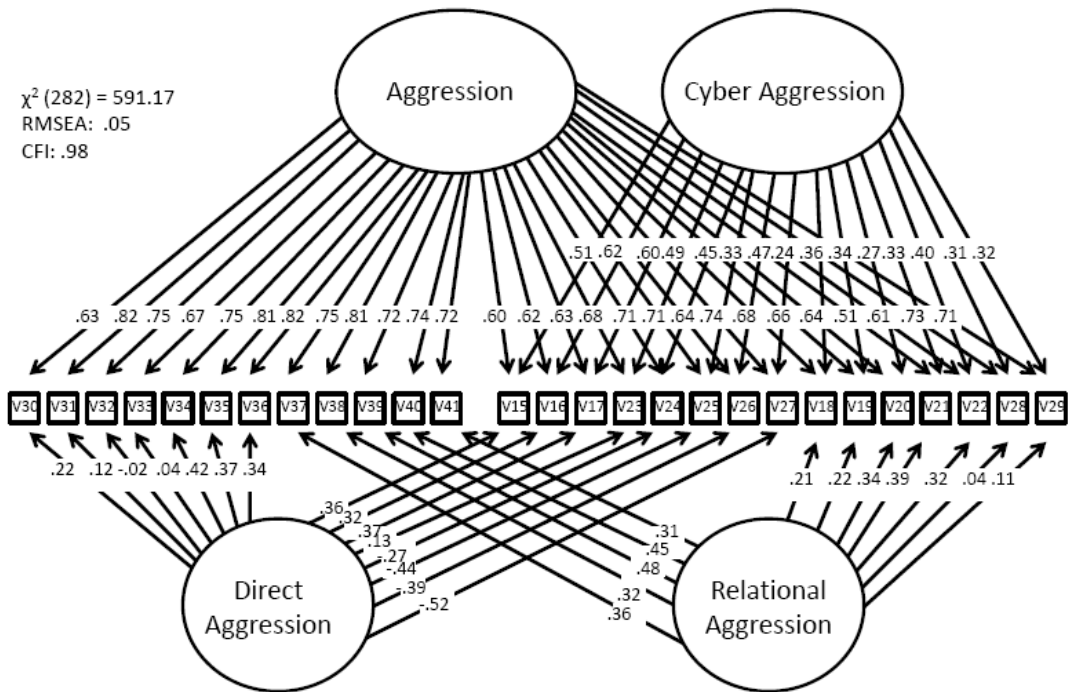 Aggression
Cyber Aggression
χ² (282) = 591.17
RMSEA: .05
CFI: .98
.51 .62 .60 .49 .45 .33 .47 .24 .36 .34 .27 .33 .40 .31 .32
.63 .82 .75 .67 .75 .81 .82 .75 .81 .72 .74 .72 .60 .62 .63 .68 .71 .71 .64 .74 .68 .66 .64 .51 .61 .73 .71
V30 V31 V32 V33 V34 V35 V36 V37 V38 V39 V40 V41 V15 V16 V17 V23 V24 V25 V26 V27 V18 V19 V20 V21 V22 V28 V29
.22 .12 -.02 .04 .42 .37 .34
.21 .22 .34 .39 .32 .04 .11
.36
.32
.37
.13
-.27
-.44
-.39
-.52
.31
.45
.48
.32
.36
Direct
Aggression
Relational
Aggression